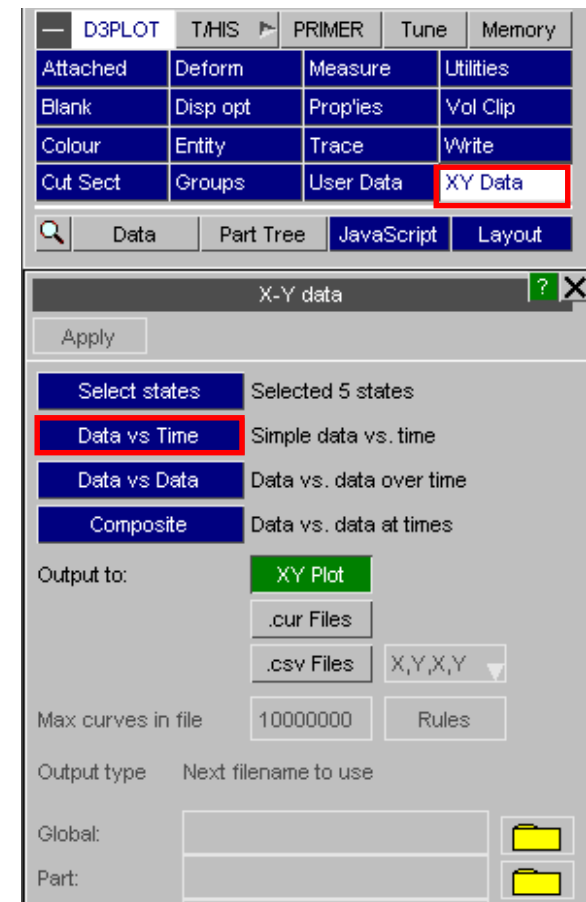 — D3PLOT T/HIS PRIMER Tune Memory
Attached Deform Measure Utilities
Blank Disp opt Prop'ies Vol Clip
Colour Entity Trace Write
Cut Sect Groups User Data XY Data
Data Part Tree JavaScript Layout
X-Y data ? X
Apply
Select states Selected 5 states
Data vs Time Simple data vs. time
Data vs Data Data vs. data over time
Composite Data vs. data at times
Output to: XY Plot
.cur Files
.csv Files X,Y,X,Y
Max curves in file 10000000 Rules
Output type Next filename to use
Global:
Part: